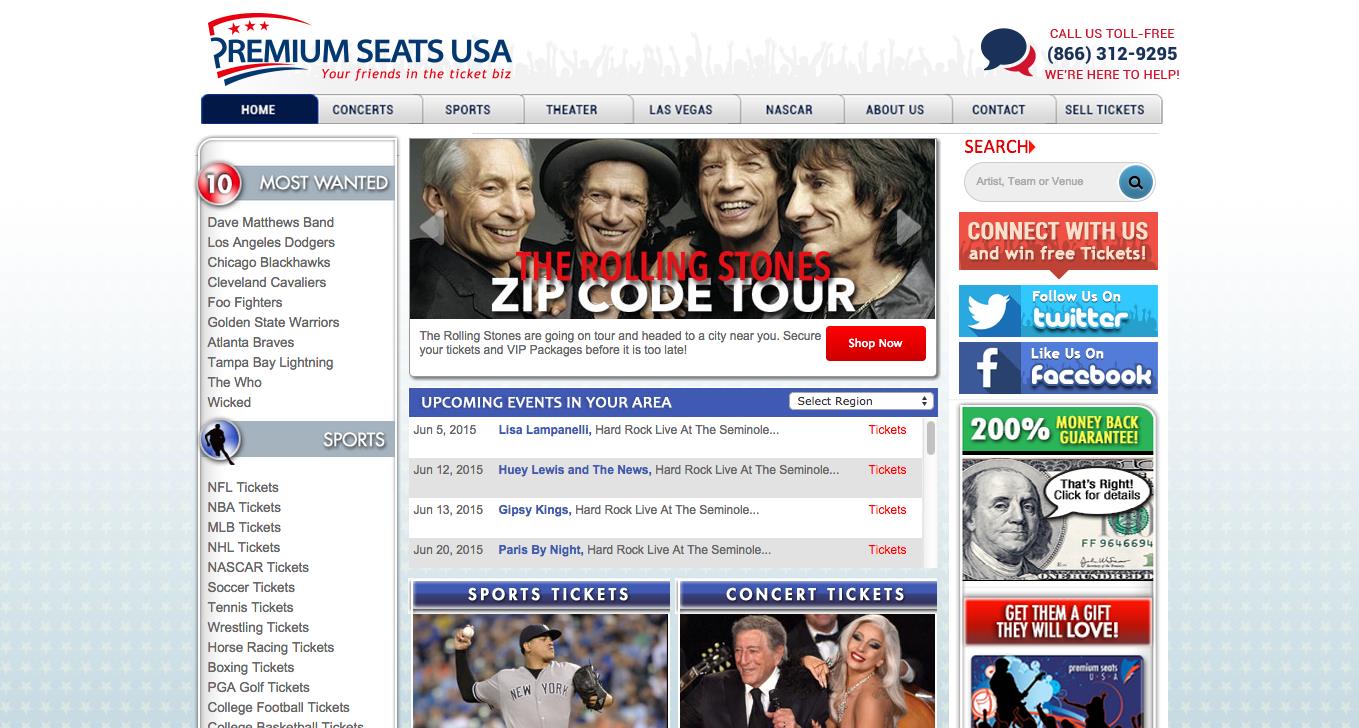 PREMIUM SEATS USA
Your friends in the ticket biz
CALL US TOLL-FREE
(866) 312-9295
WE'RE HERE TO HELP!
HOME
CONCERTS
SPORTS
THEATER
LAS VEGAS
NASCAR
ABOUT US
CONTACT
SELL TICKETS
10 MOST WANTED
Dave Matthews Band
Los Angeles Dodgers
Chicago Blackhawks
Cleveland Cavaliers
Foo Fighters
Golden State Warriors
Atlanta Braves
Tampa Bay Lightning
The Who
Wicked
SPORTS
NFL Tickets
NBA Tickets
MLB Tickets
NHL Tickets
NASCAR Tickets
Soccer Tickets
Tennis Tickets
Wrestling Tickets
Horse Racing Tickets
Boxing Tickets
PGA Golf Tickets
College Football Tickets
College Basketball Tickets
THE ROLLING STONES
ZIP CODE TOUR
The Rolling Stones are going on tour and headed to a city near you. Secure
your tickets and VIP Packages before it is too late!
Shop Now
UPCOMING EVENTS IN YOUR AREA
Select Region
Jun 5, 2015 Lisa Lampanelli, Hard Rock Live At The Seminole... Tickets
Jun 12, 2015 Huey Lewis and The News, Hard Rock Live At The Seminole... Tickets
Jun 13, 2015 Gipsy Kings, Hard Rock Live At The Seminole... Tickets
Jun 20, 2015 Paris By Night, Hard Rock Live At The Seminole... Tickets
SPORTS TICKETS
NEW YORK
CONCERT TICKETS
SEARCH
Artist, Team or Venue
CONNECT WITH US
and win free Tickets!
Follow Us On
twitter
Like Us On
facebook
200% MONEY BACK
GUARANTEE!
That's Right!
Click for details
FF 9646694
ONE HUNDRED
GET THEM A GIFT
THEY WILL LOVE!
premium seats
USA